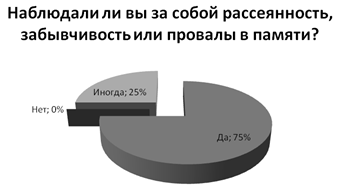 Наблюдали ли вы за собой рассеянность,
забывчивость или провалы в памяти?
Иногда; 25%
Нет; 0%
Да; 75%